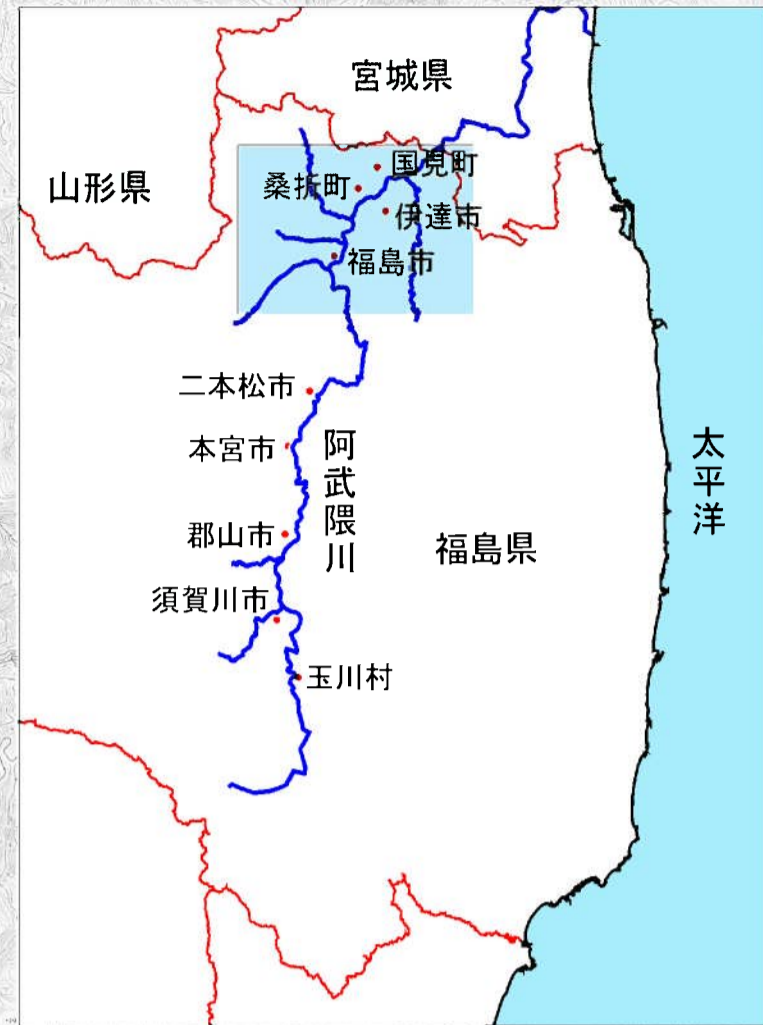 宮城県
山形県
国見町
桑折町
伊達市
福島市
二本松市
本宮市
阿武隈川
太平洋
郡山市
福島県
須賀川市
玉川村